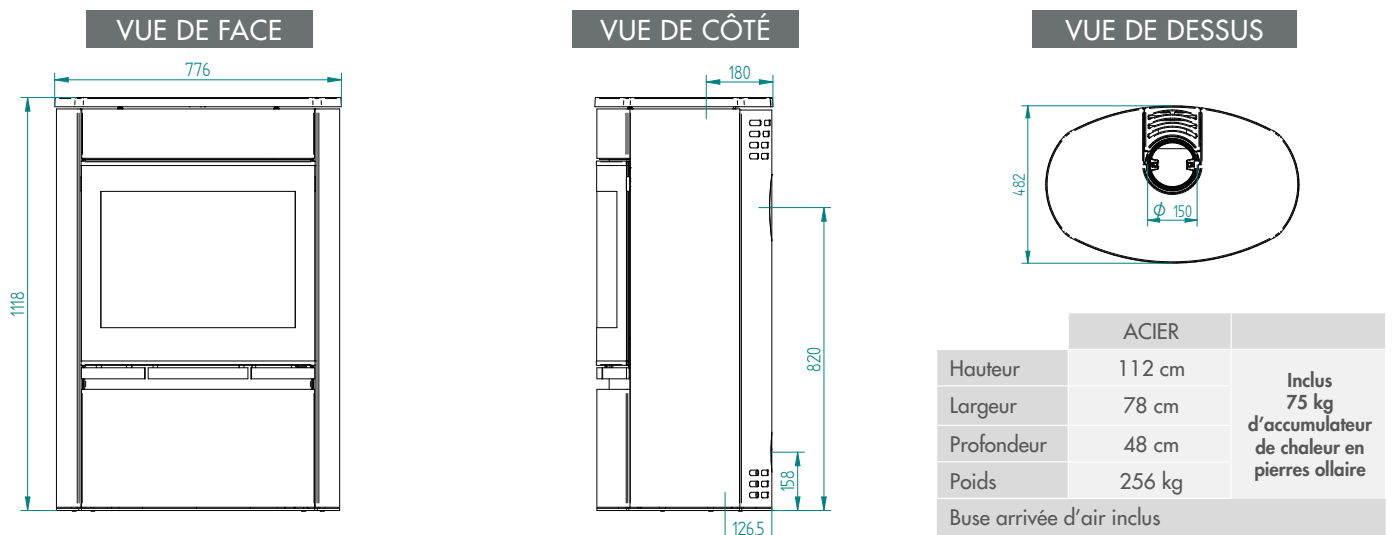 VUE DE FACE
776
1118
VUE DE CÔTÉ
180
820
158
126.5
VUE DE DESSUS
482
Φ 150
ACIER
Hauteur 112 cm
Largeur 78 cm
Profondeur 48 cm
Poids 256 kg
Inclus
75 kg
d'accumulateur
de chaleur en
pierres ollaire
Buse arrivée d'air inclus